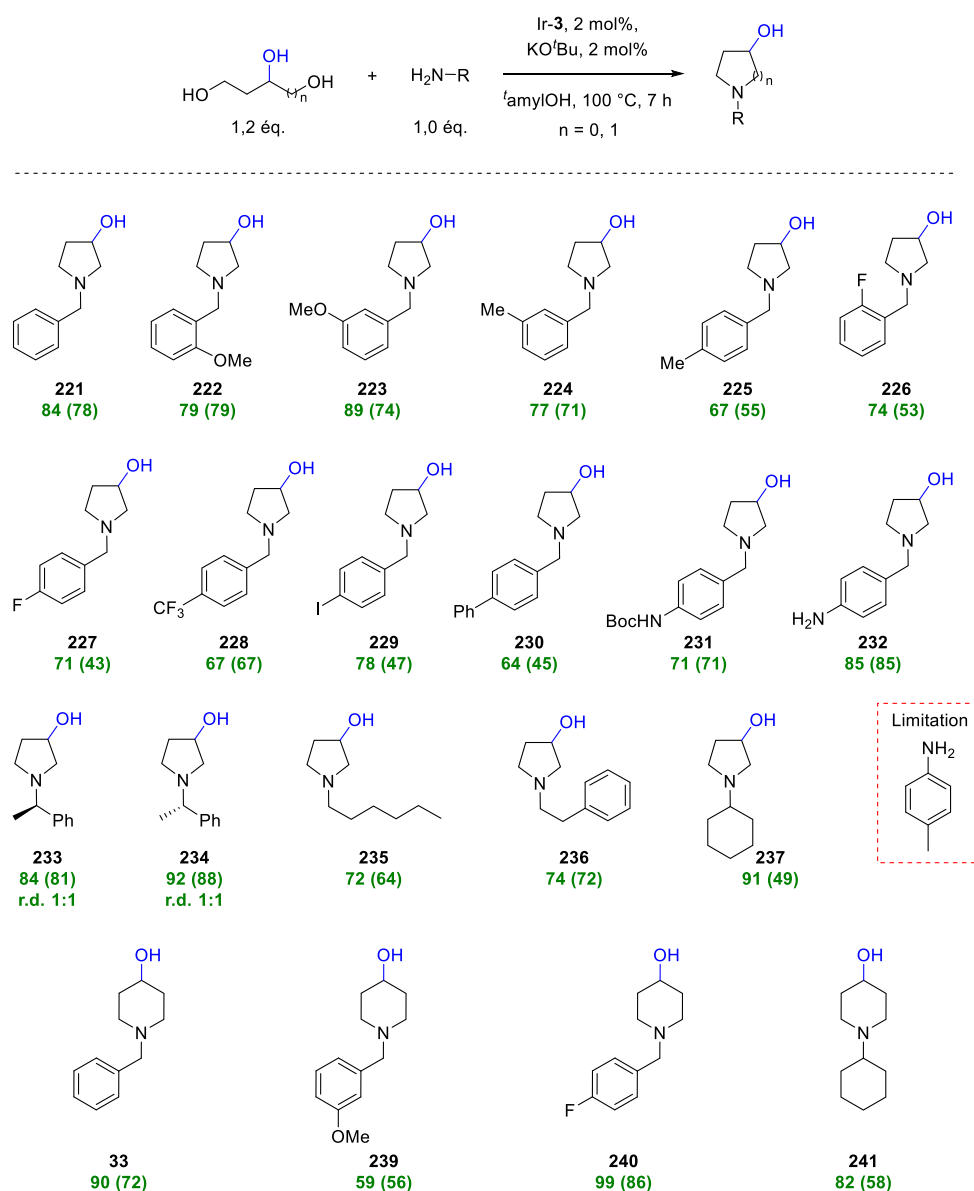 Ir-3, 2 mol%,
KOᵗBu, 2 mol%
HO OH ( )n OH + H₂N–R OH ( )n N R
ᵗamylOH, 100 °C, 7 h
1,2 éq. 1,0 éq. n = 0, 1
OH OH OH OH OH OH
N N N N N N
MeO Me F
OMe Me
221 222 223 224 225 226
84 (78) 79 (79) 89 (74) 77 (71) 67 (55) 74 (53)
OH OH OH OH OH OH
N N N N N N
F CF₃ I Ph BocHN H₂N
227 228 229 230 231 232
71 (43) 67 (67) 78 (47) 64 (45) 71 (71) 85 (85)
OH OH OH OH OH Limitation
N N N N N NH₂
Ph Ph
233 234 235 236 237
84 (81) 92 (88) 72 (64) 74 (72) 91 (49)
r.d. 1:1 r.d. 1:1
OH OH OH OH
N N N N
F
OMe
33 239 240 241
90 (72) 59 (56) 99 (86) 82 (58)